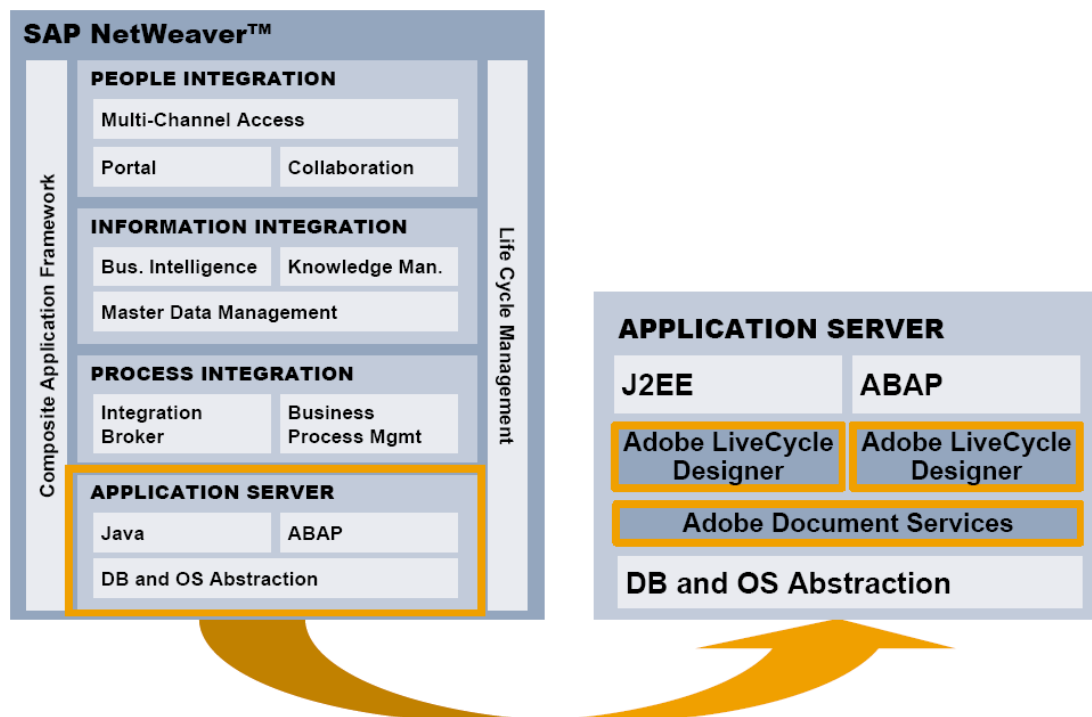 SAP NetWeaver™
Composite Application Framework
PEOPLE INTEGRATION
Multi-Channel Access
Portal
Collaboration
INFORMATION INTEGRATION
Bus. Intelligence
Knowledge Man.
Master Data Management
PROCESS INTEGRATION
Integration
Broker
Business
Process Mgmt
APPLICATION SERVER
Java
ABAP
DB and OS Abstraction
Life Cycle Management
APPLICATION SERVER
J2EE
ABAP
Adobe LiveCycle
Designer
Adobe LiveCycle
Designer
Adobe Document Services
DB and OS Abstraction